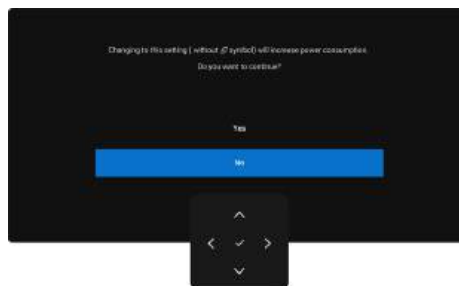 Changing to this setting ( without symbol) will increase power consumption.
Do you want to continue?
Yes
No